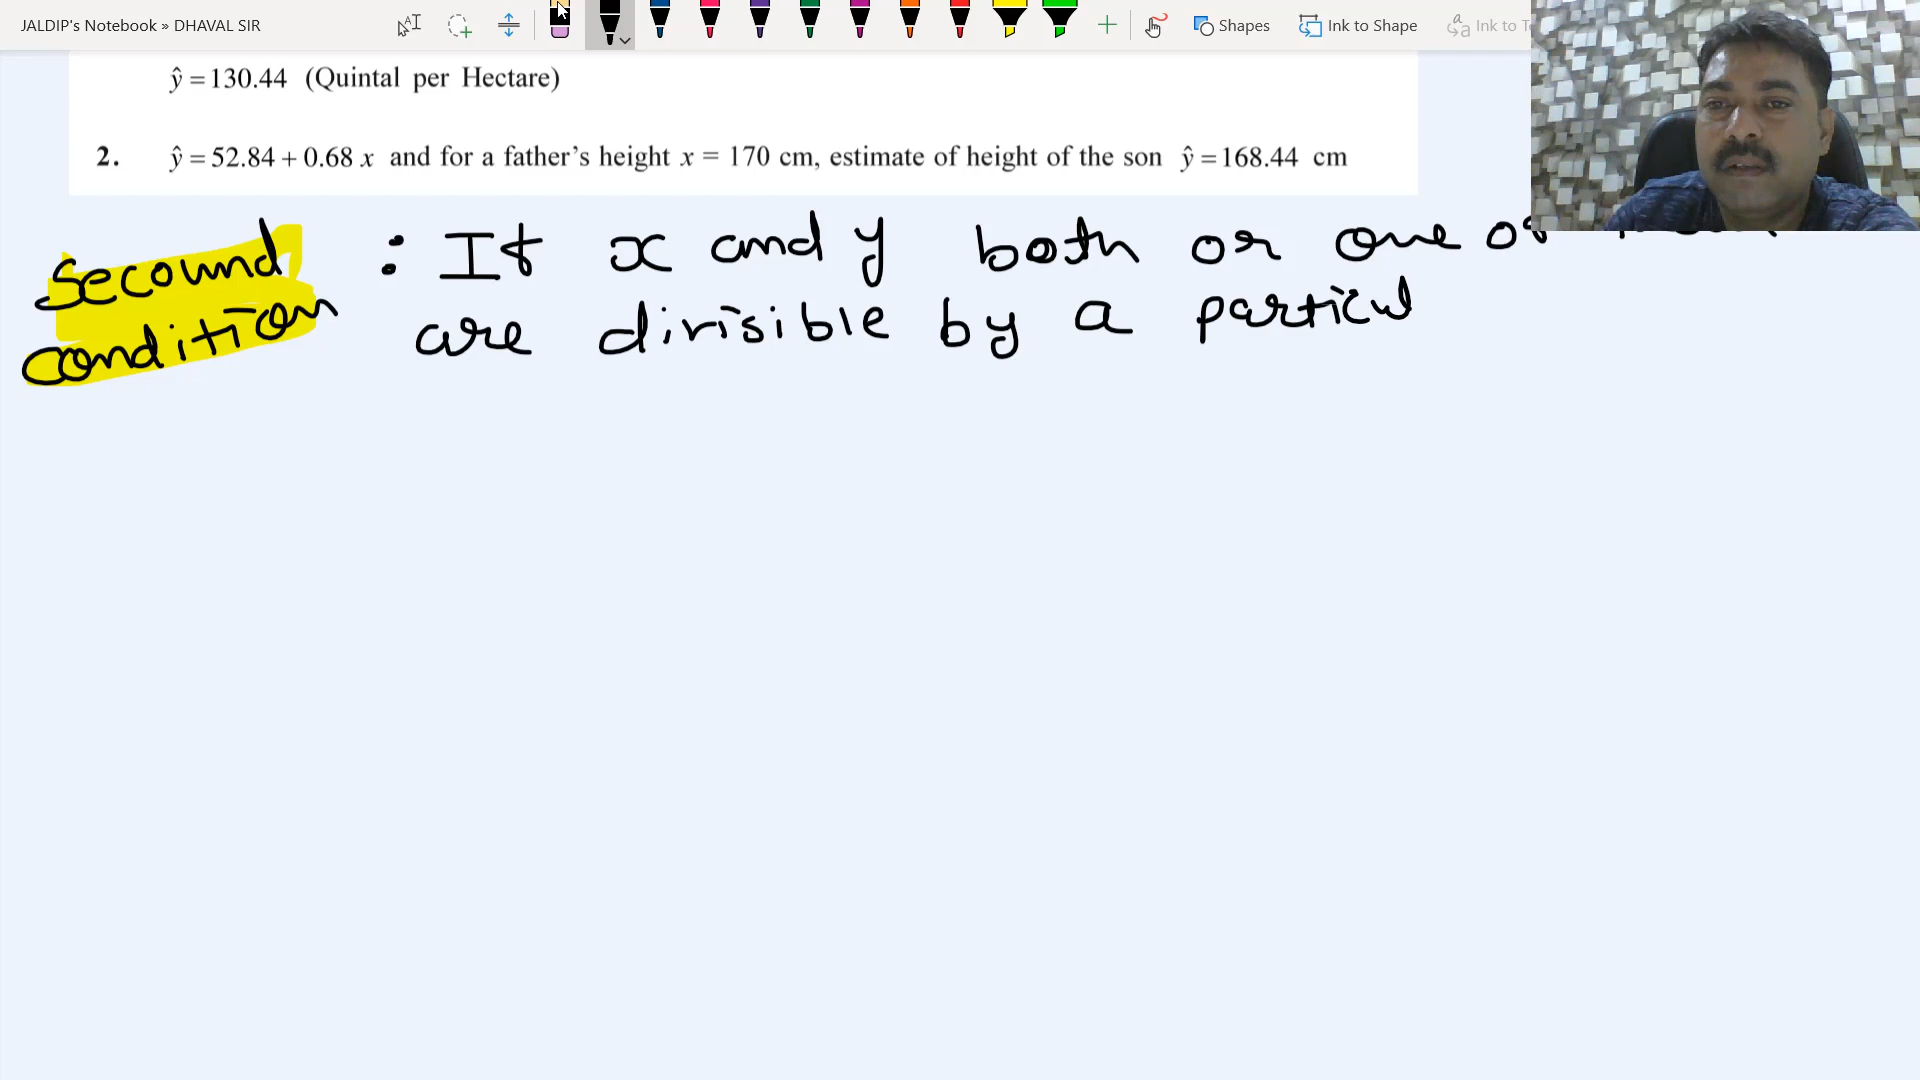 JALDIP's Notebook » DHAVAL SIR
Shapes
Ink to Shape
Ink to
ŷ = 130.44 (Quintal per Hectare)
2. ŷ = 52.84 + 0.68 x and for a father's height x = 170 cm, estimate of height of the son ŷ = 168.44 cm
secound : If x and y both or one of
condition are divisible by a particul